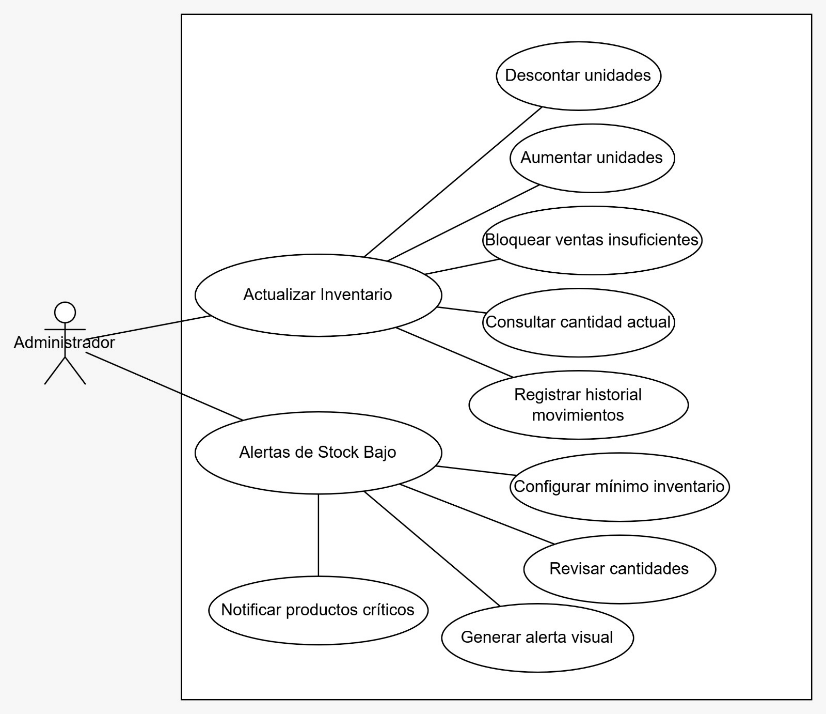 Descontar unidades
Aumentar unidades
Bloquear ventas insuficientes
Actualizar Inventario
Consultar cantidad actual
Administrador
Registrar historial
movimientos
Alertas de Stock Bajo
Configurar mínimo inventario
Revisar cantidades
Notificar productos críticos
Generar alerta visual